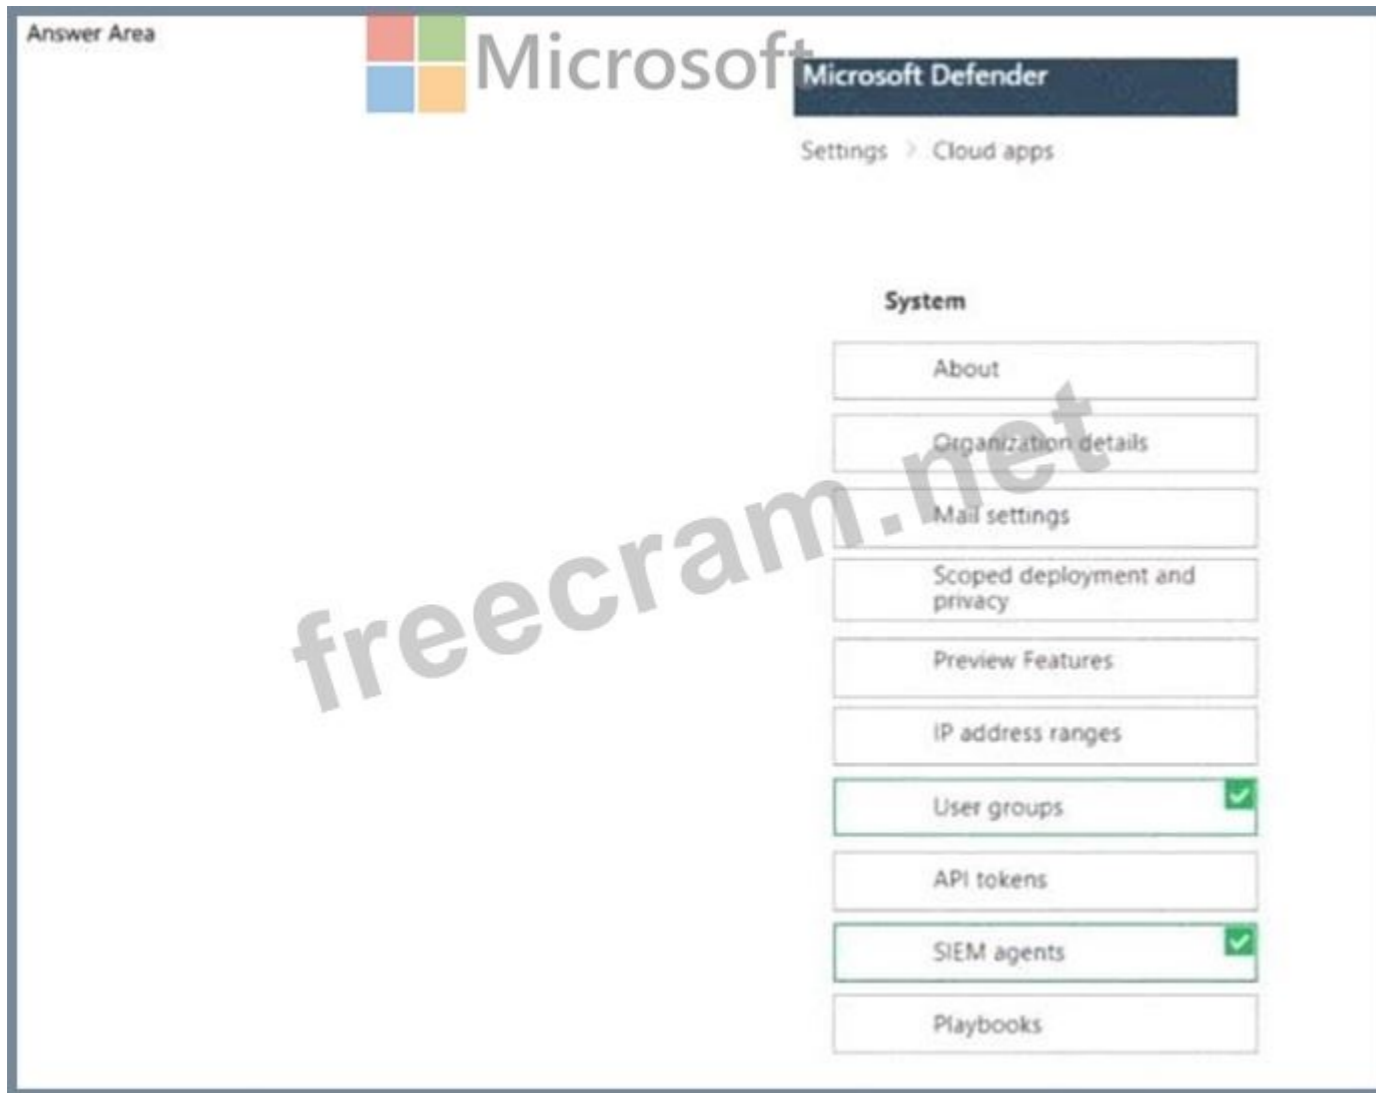 Answer Area
Microsoft
Microsoft Defender
Settings > Cloud apps
System
About
Organization details
Mail settings
Scoped deployment and
privacy
Preview Features
IP address ranges
User groups
API tokens
SIEM agents
Playbooks
freecram.net